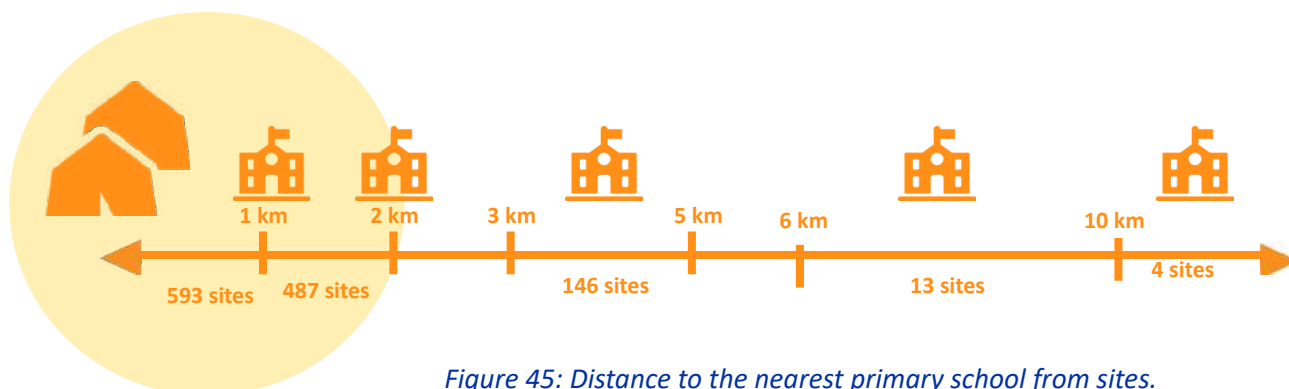 1 km 2 km 3 km 5 km 6 km 10 km
593 sites 487 sites 146 sites 13 sites 4 sites
Figure 45: Distance to the nearest primary school from sites.